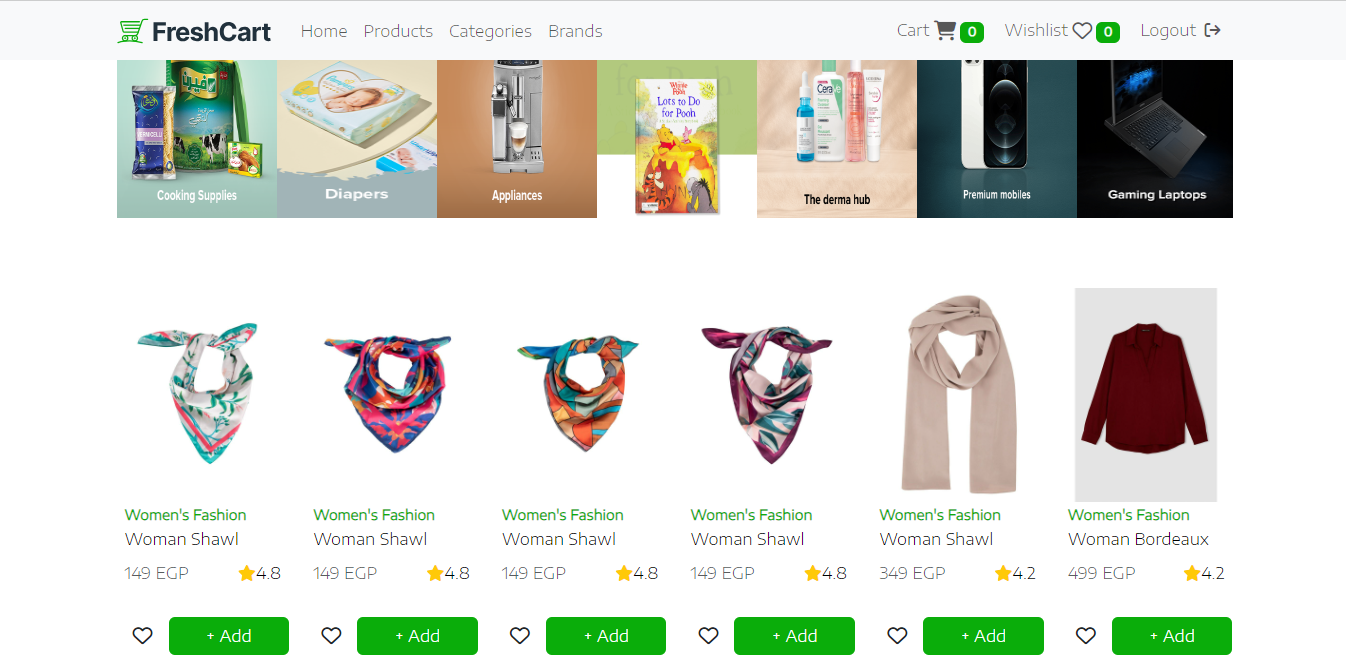 FreshCart
Home
Products
Categories
Brands
Cart
0
Wishlist
0
Logout
VERMICELLI
Cooking Supplies
Diapers
Appliances
Winnie
the Pooh
Lots to Do
for Pooh
CeraVe
The derma hub
Premium mobiles
Gaming Laptops
Women's Fashion
Woman Shawl
149 EGP
4.8
+ Add
Women's Fashion
Woman Shawl
149 EGP
4.8
+ Add
Women's Fashion
Woman Shawl
149 EGP
4.8
+ Add
Women's Fashion
Woman Shawl
149 EGP
4.8
+ Add
Women's Fashion
Woman Shawl
349 EGP
4.2
+ Add
Women's Fashion
Woman Bordeaux
499 EGP
4.2
+ Add